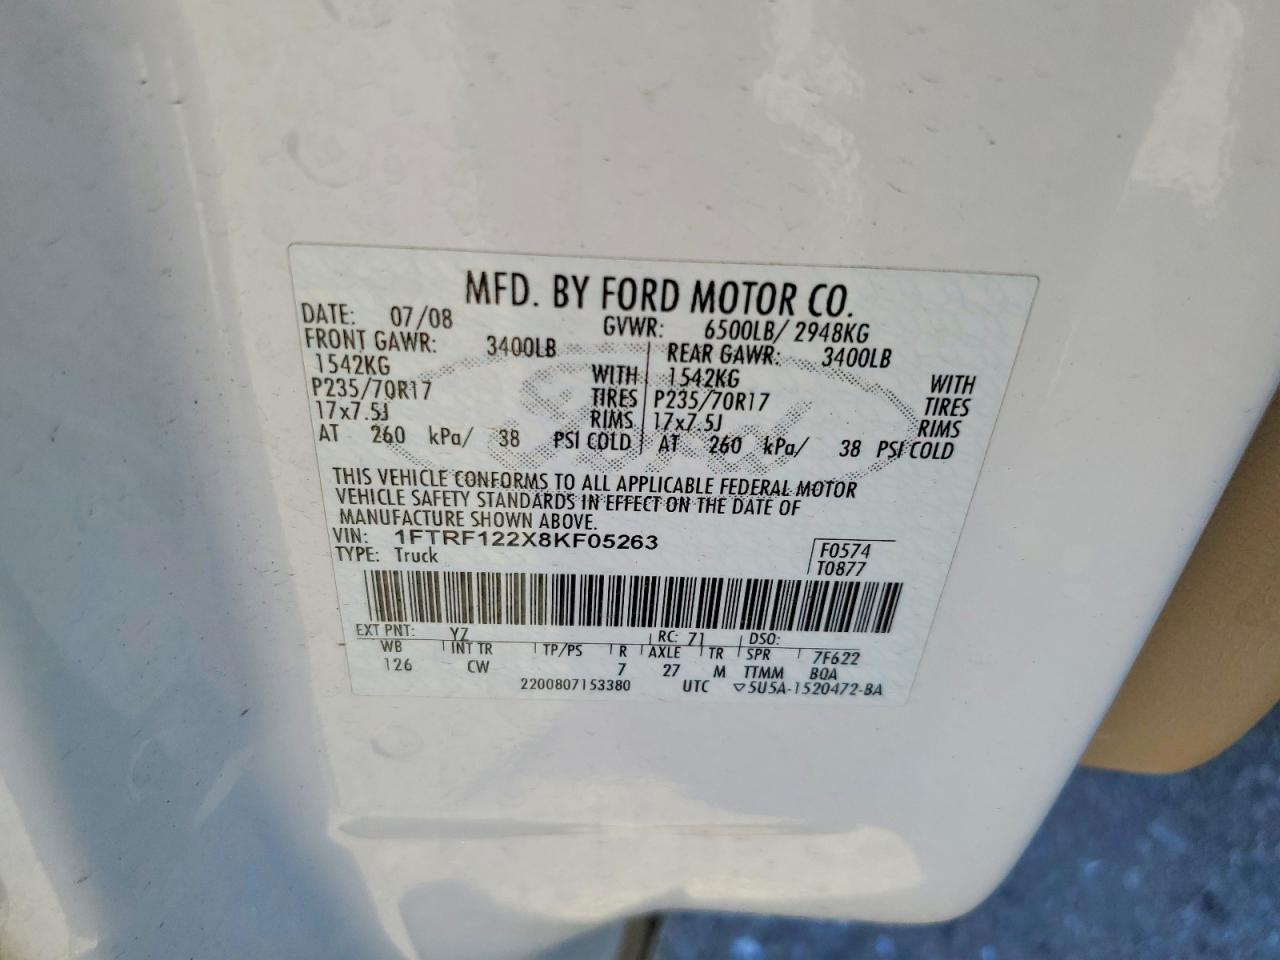 MFD. BY FORD MOTOR CO.
DATE: 07/08 GVWR: 6500LB/ 2948KG
FRONT GAWR: 3400LB REAR GAWR: 3400LB
1542KG WITH 1542KG WITH
P235/70R17 TIRES P235/70R17 TIRES
17x7.5J RIMS 17x7.5J RIMS
AT 260 kPa/ 38 PSI COLD AT 260 kPa/ 38 PSI COLD
Ford
THIS VEHICLE CONFORMS TO ALL APPLICABLE FEDERAL MOTOR
VEHICLE SAFETY STANDARDS IN EFFECT ON THE DATE OF
MANUFACTURE SHOWN ABOVE.
VIN: 1FTRF122X8KF05263 F0574
TYPE: Truck T0877
EXT PNT: YZ RC: 71 DSO:
WB INT TR TP/PS R AXLE TR SPR 7F622
126 CW 7 27 M TTMM BOA
2200807153380 UTC ▽5U5A-1520472-BA